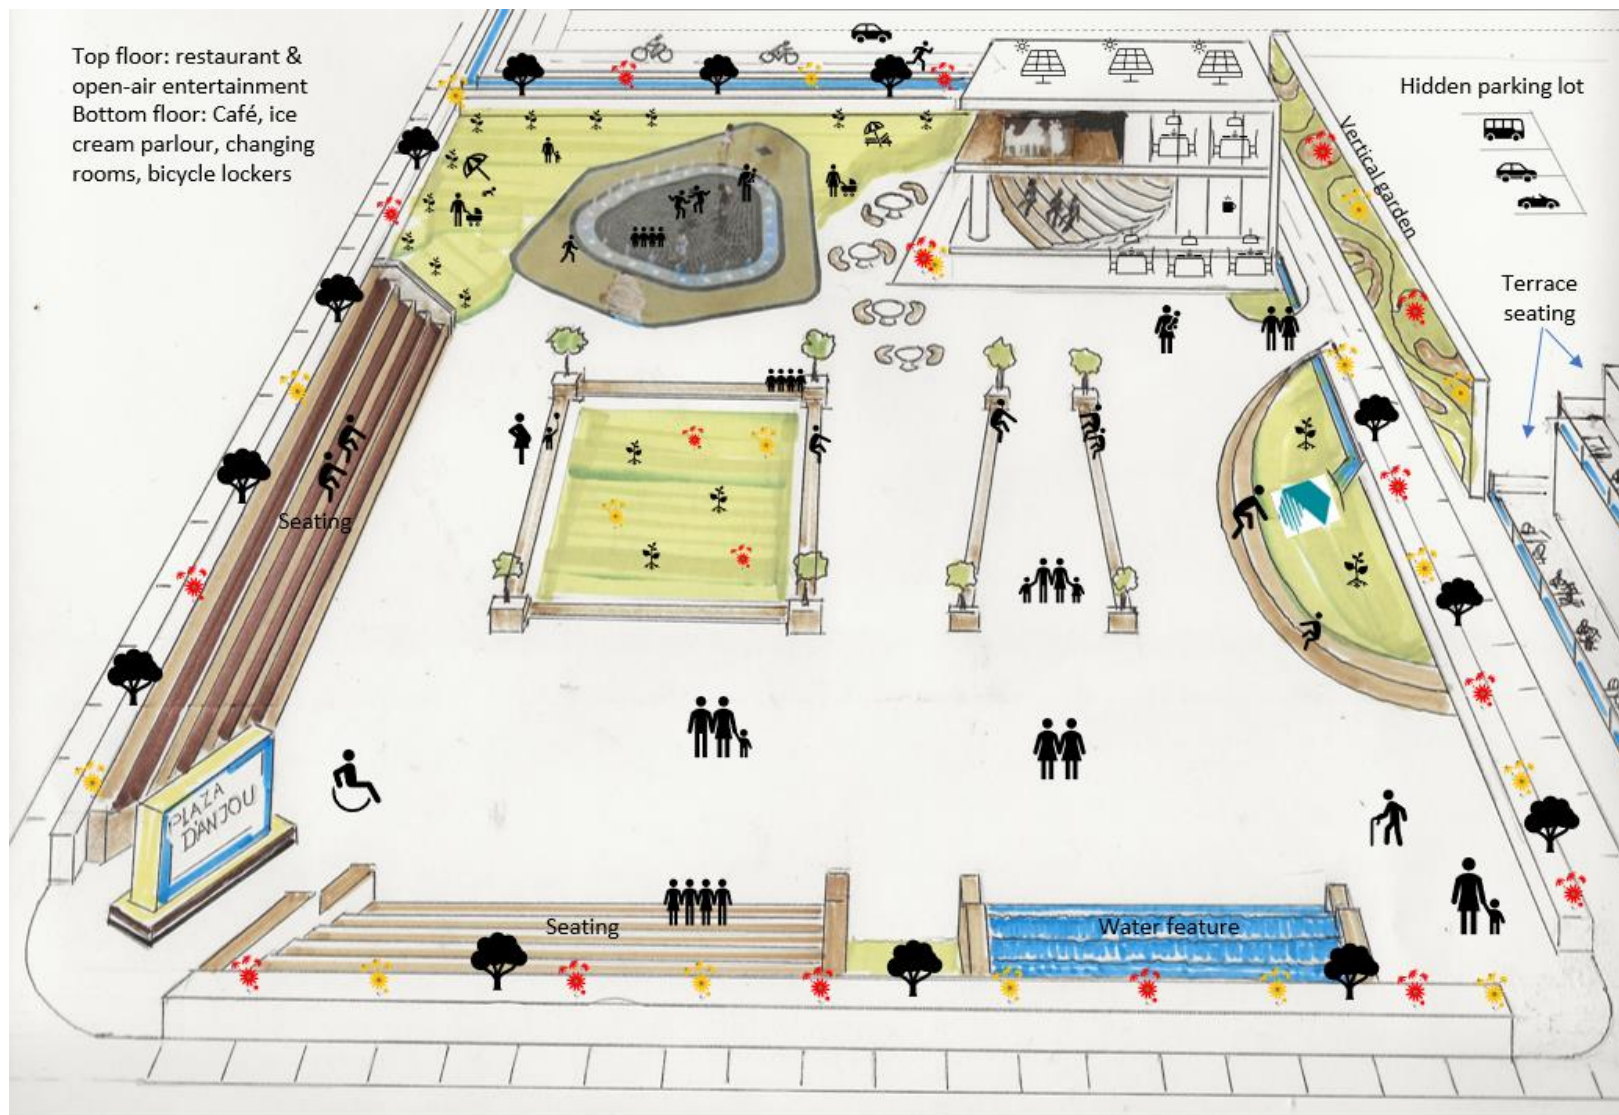 Top floor: restaurant &
open-air entertainment
Bottom floor: Café, ice
cream parlour, changing
rooms, bicycle lockers
Hidden parking lot
Vertical garden
Terrace
seating
Seating
PLAZA
D'ANJOU
Seating
Water feature